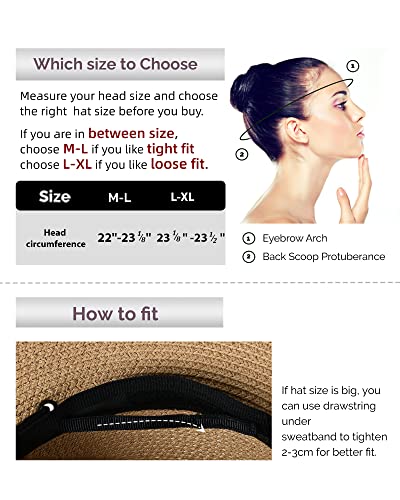 Which size to Choose
Measure your head size and choose
the right hat size before you buy.
If you are in between size,
choose M-L if you like tight fit
choose L-XL if you like loose fit.
Size M-L L-XL
Head
circumference
22"-23 1/8" 23 1/8" -23 1/2"
1
2
1 Eyebrow Arch
2 Back Scoop Protuberance
How to fit
If hat size is big, you
can use drawstring
under
sweatband to tighten
2-3cm for better fit.